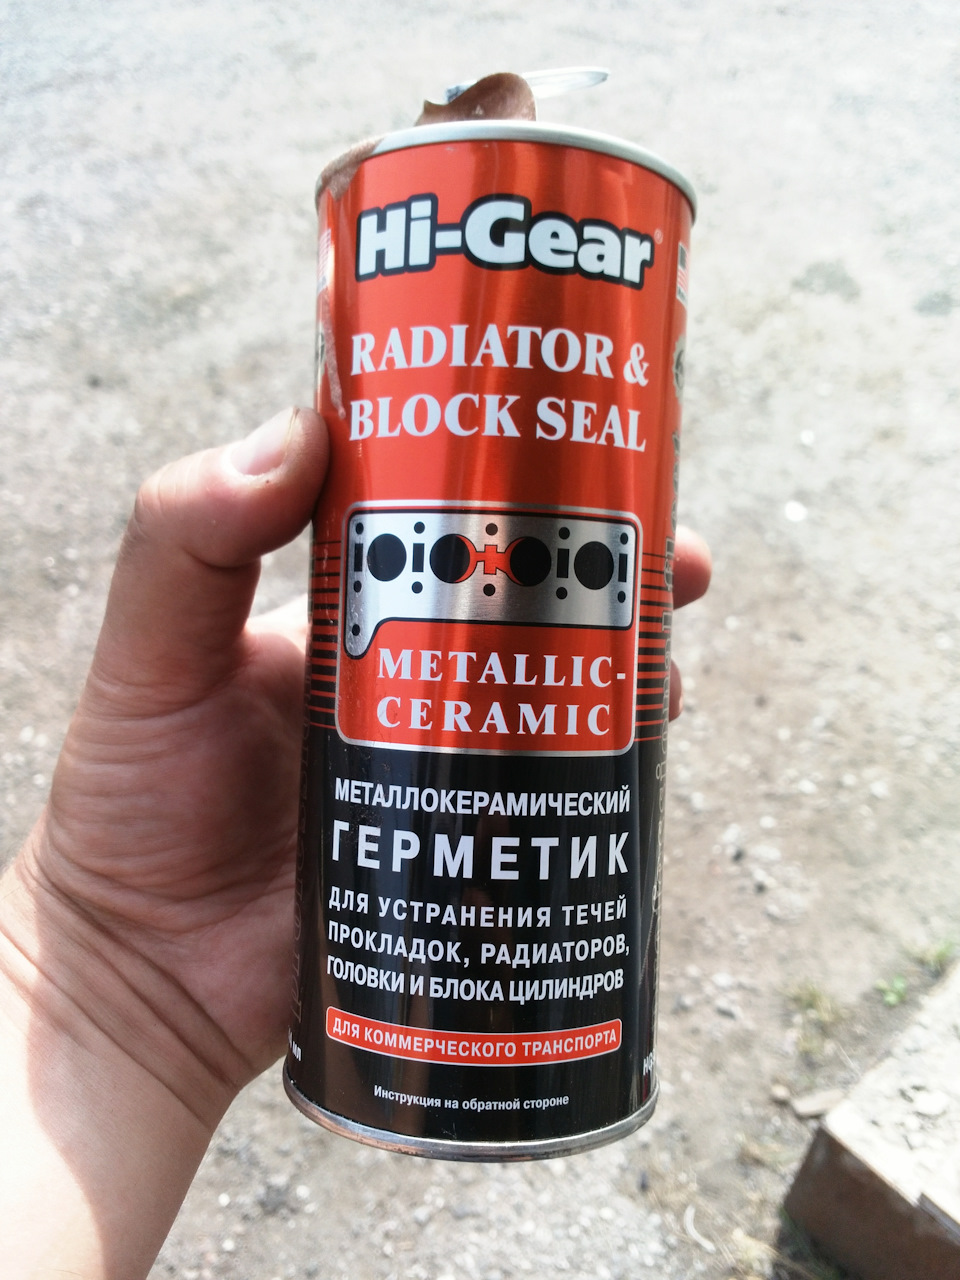 Hi-Gear®
RADIATOR &
BLOCK SEAL
METALLIC-
CERAMIC
МЕТАЛЛОКЕРАМИЧЕСКИЙ
ГЕРМЕТИК
ДЛЯ УСТРАНЕНИЯ ТЕЧЕЙ
ПРОКЛАДОК, РАДИАТОРОВ,
ГОЛОВКИ И БЛОКА ЦИЛИНДРОВ
ДЛЯ КОММЕРЧЕСКОГО ТРАНСПОРТА
Инструкция на обратной стороне
мл